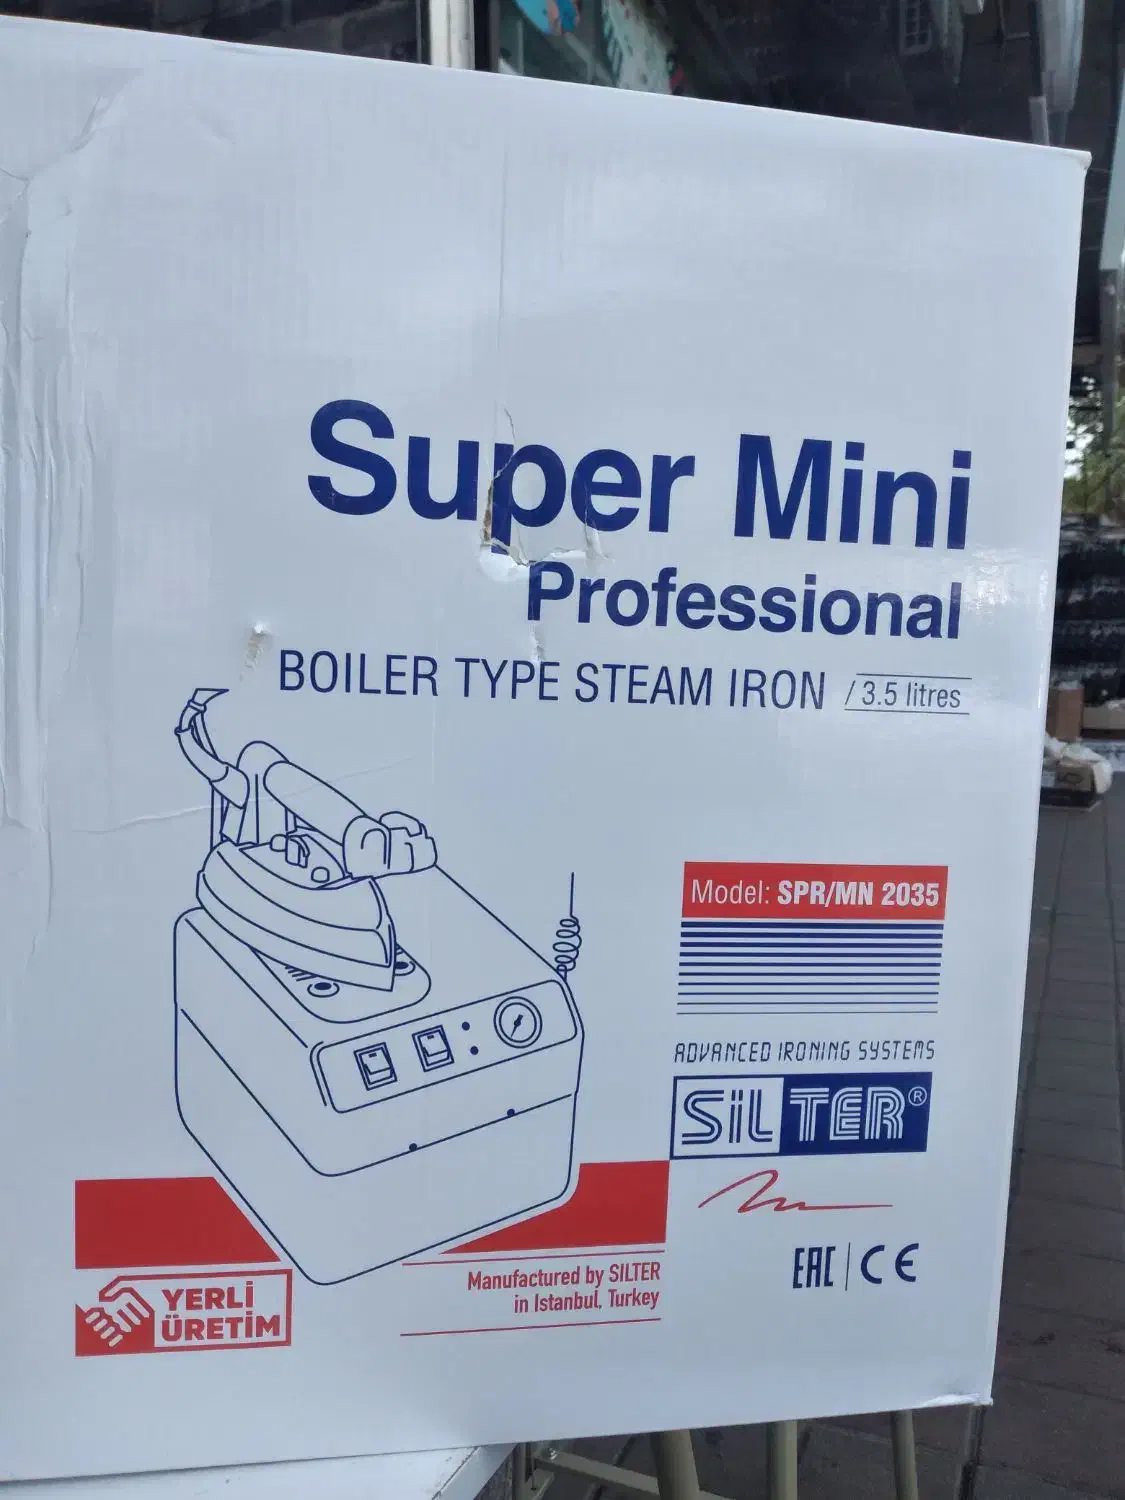 Super Mini
Professional
BOILER TYPE STEAM IRON / 3.5 litres
Model: SPR/MN 2035
ADVANCED IRONING SYSTEMS
SiLTER®
EAC | CE
Manufactured by SILTER
in Istanbul, Turkey
YERLİ
ÜRETİM